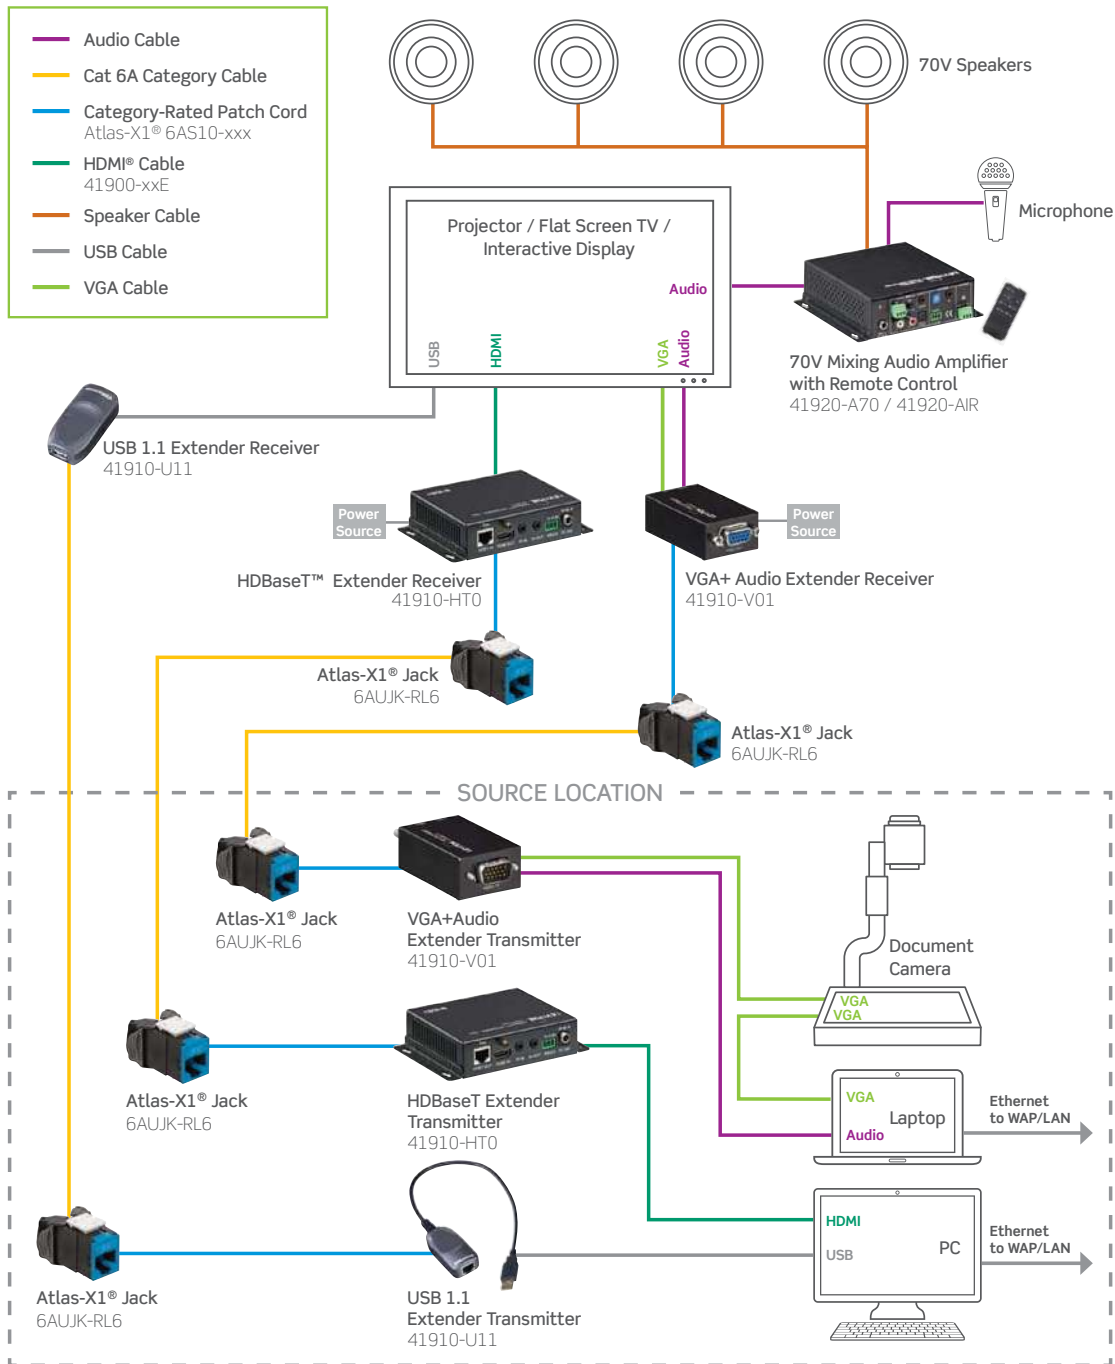 Audio Cable
Cat 6A Category Cable
Category-Rated Patch Cord
Atlas-X1® 6AS10-xxx
HDMI® Cable
41900-xxE
Speaker Cable
USB Cable
VGA Cable
70V Speakers
Microphone
Projector / Flat Screen TV /
Interactive Display
Audio
USB
HDMI
VGA
Audio
70V Mixing Audio Amplifier
with Remote Control
41920-A70 / 41920-AIR
USB 1.1 Extender Receiver
41910-U11
Power
Source
Power
Source
HDBaseT™ Extender Receiver
41910-HT0
VGA+ Audio Extender Receiver
41910-V01
Atlas-X1® Jack
6AUJK-RL6
Atlas-X1® Jack
6AUJK-RL6
SOURCE LOCATION
Atlas-X1® Jack
6AUJK-RL6
VGA+Audio
Extender Transmitter
41910-V01
Document
Camera
VGA
VGA
Atlas-X1® Jack
6AUJK-RL6
HDBaseT Extender
Transmitter
41910-HT0
VGA
Laptop
Audio
Ethernet
to WAP/LAN
HDMI
USB
PC
Ethernet
to WAP/LAN
Atlas-X1® Jack
6AUJK-RL6
USB 1.1
Extender Transmitter
41910-U11